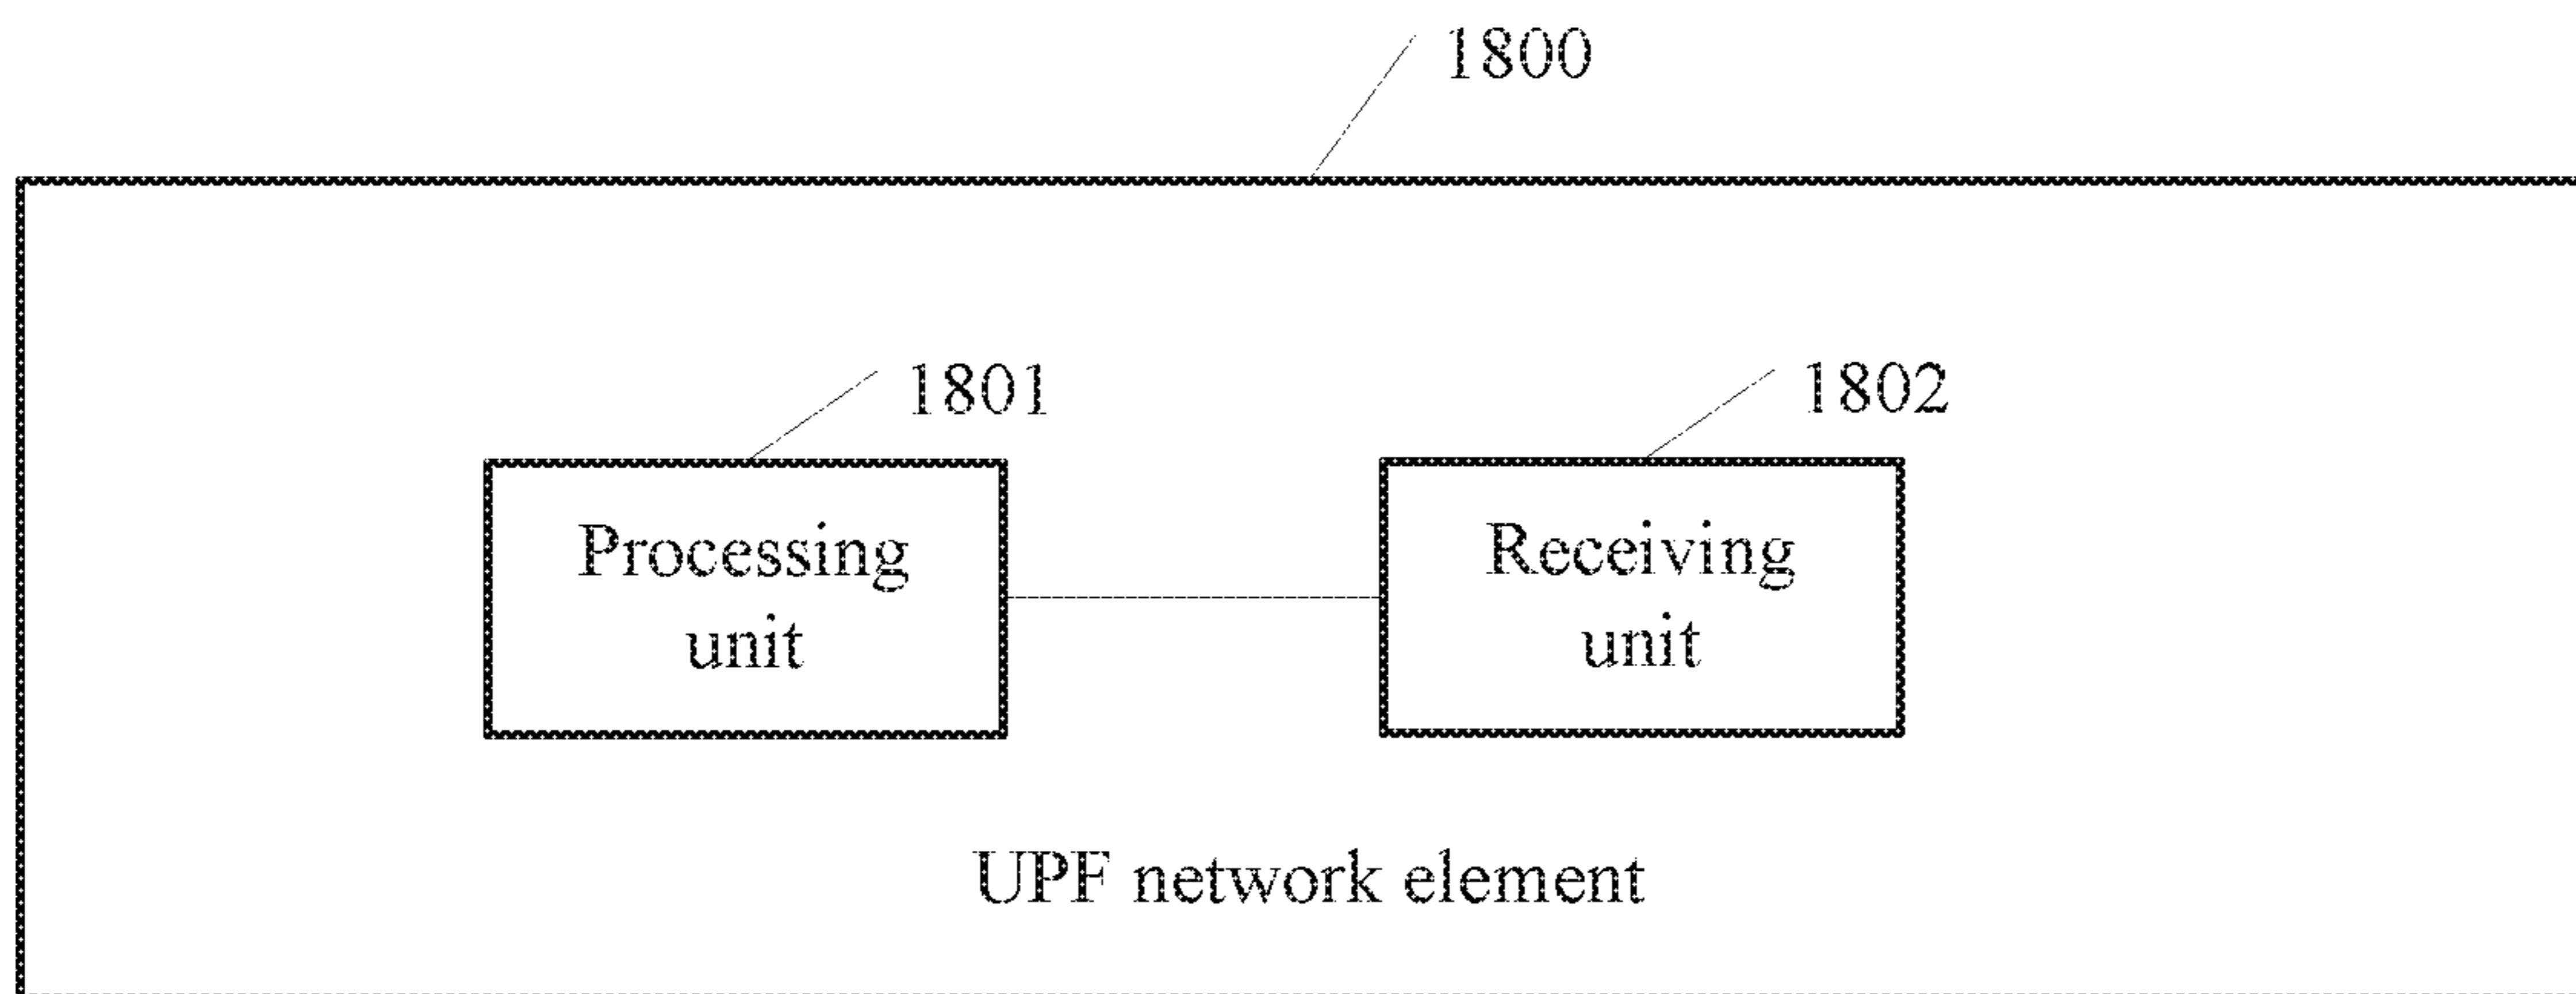 1800
1801
1802
Processing
unit
Receiving
unit
UPF network element